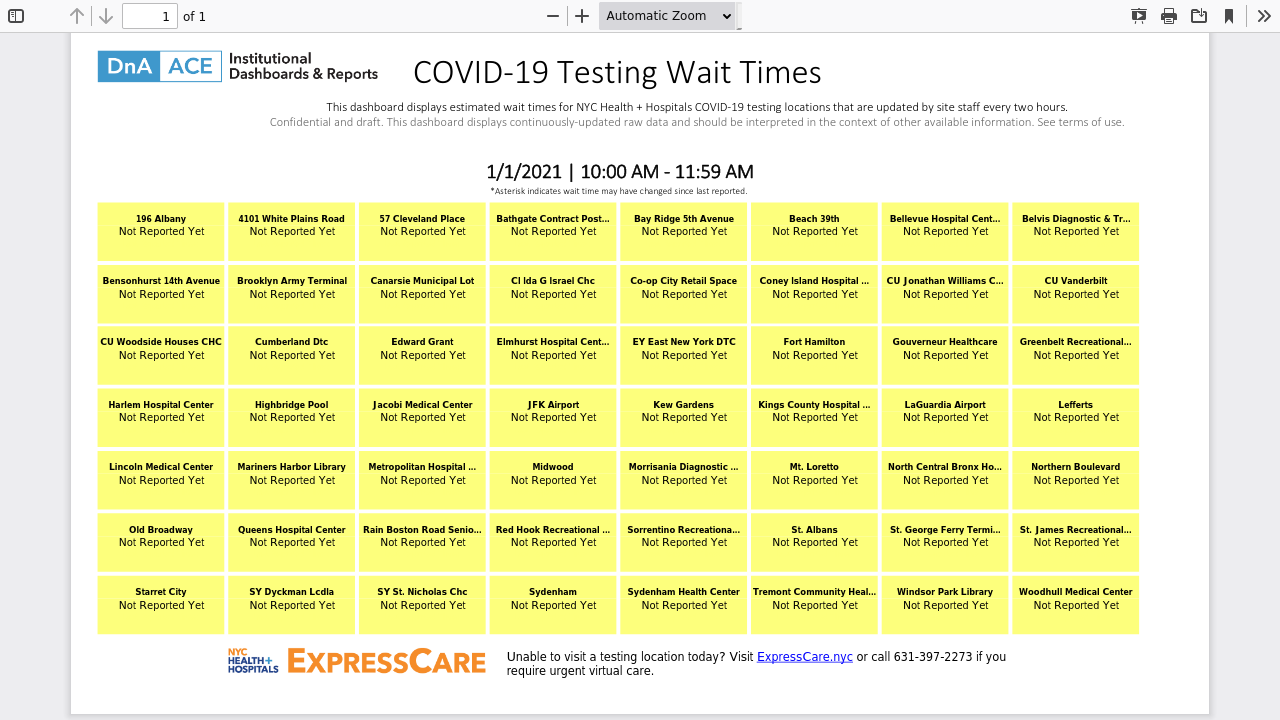 1 of 1 Automatic Zoom
DnA ACE Institutional
Dashboards & Reports
COVID-19 Testing Wait Times
This dashboard displays estimated wait times for NYC Health + Hospitals COVID-19 testing locations that are updated by site staff every two hours.
Confidential and draft. This dashboard displays continuously-updated raw data and should be interpreted in the context of other available information. See terms of use.
1/1/2021 | 10:00 AM - 11:59 AM
*Asterisk indicates wait time may have changed since last reported.
196 Albany 4101 White Plains Road 57 Cleveland Place Bathgate Contract Post... Bay Ridge 5th Avenue Beach 39th Bellevue Hospital Cent... Belvis Diagnostic & Tr...
Not Reported Yet Not Reported Yet Not Reported Yet Not Reported Yet Not Reported Yet Not Reported Yet Not Reported Yet Not Reported Yet
Bensonhurst 14th Avenue Brooklyn Army Terminal Canarsie Municipal Lot CI Ida G Israel Chc Co-op City Retail Space Coney Island Hospital ... CU Jonathan Williams C... CU Vanderbilt
Not Reported Yet Not Reported Yet Not Reported Yet Not Reported Yet Not Reported Yet Not Reported Yet Not Reported Yet Not Reported Yet
CU Woodside Houses CHC Cumberland Dtc Edward Grant Elmhurst Hospital Cent... EY East New York DTC Fort Hamilton Gouverneur Healthcare Greenbelt Recreational...
Not Reported Yet Not Reported Yet Not Reported Yet Not Reported Yet Not Reported Yet Not Reported Yet Not Reported Yet Not Reported Yet
Harlem Hospital Center Highbridge Pool Jacobi Medical Center JFK Airport Kew Gardens Kings County Hospital ... LaGuardia Airport Lefferts
Not Reported Yet Not Reported Yet Not Reported Yet Not Reported Yet Not Reported Yet Not Reported Yet Not Reported Yet Not Reported Yet
Lincoln Medical Center Mariners Harbor Library Metropolitan Hospital ... Midwood Morrisania Diagnostic ... Mt. Loretto North Central Bronx Ho... Northern Boulevard
Not Reported Yet Not Reported Yet Not Reported Yet Not Reported Yet Not Reported Yet Not Reported Yet Not Reported Yet Not Reported Yet
Old Broadway Queens Hospital Center Rain Boston Road Senio... Red Hook Recreational ... Sorrentino Recreationa... St. Albans St. George Ferry Termi... St. James Recreational...
Not Reported Yet Not Reported Yet Not Reported Yet Not Reported Yet Not Reported Yet Not Reported Yet Not Reported Yet Not Reported Yet
Starret City SY Dyckman Lcdla SY St. Nicholas Chc Sydenham Sydenham Health Center Tremont Community Heal... Windsor Park Library Woodhull Medical Center
Not Reported Yet Not Reported Yet Not Reported Yet Not Reported Yet Not Reported Yet Not Reported Yet Not Reported Yet Not Reported Yet
NYC
HEALTH+
HOSPITALS
EXPRESSCARE
Unable to visit a testing location today? Visit ExpressCare.nyc or call 631-397-2273 if you
require urgent virtual care.